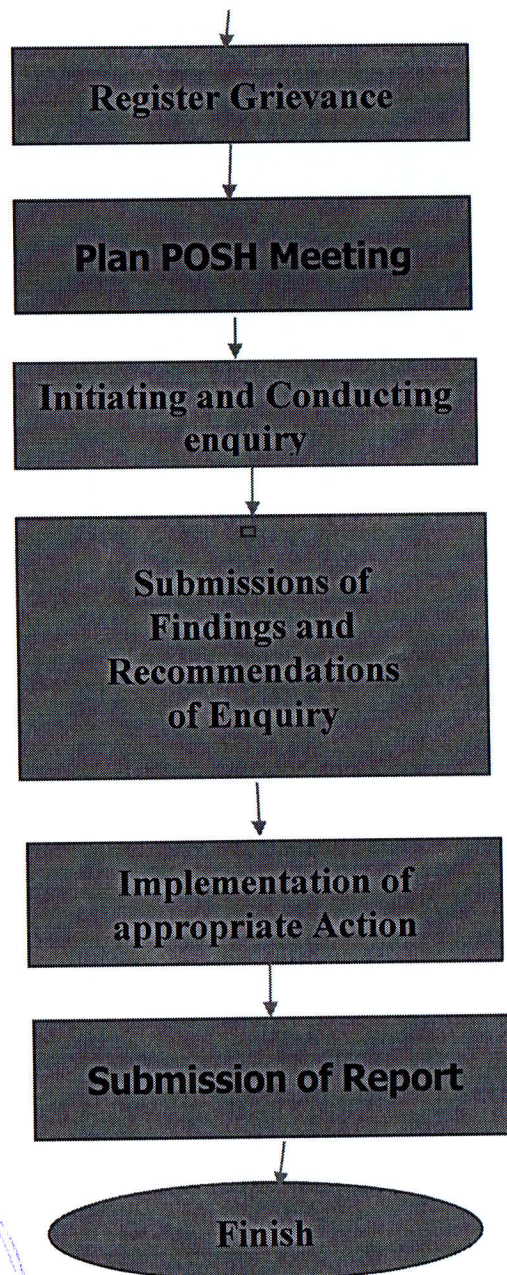 Register Grievance
Plan POSH Meeting
Initiating and Conducting
enquiry
Submissions of
Findings and
Recommendations
of Enquiry
Implementation of
appropriate Action
Submission of Report
Finish